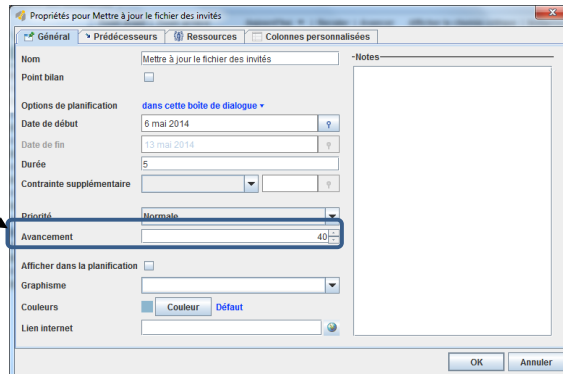 Propriétés pour Mettre à jour le fichier des invités
Général Prédécesseurs Ressources Colonnes personnalisées
Nom Mettre à jour le fichier des invités
Notes
Point bilan
Options de planification dans cette boîte de dialogue
Date de début 6 mai 2014
Date de fin 13 mai 2014
Durée 5
Contrainte supplémentaire
Priorité Normale
Avancement 40
Afficher dans la planification
Graphisme
Couleurs Couleur Défaut
Lien internet
OK Annuler